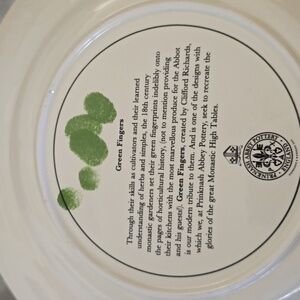 Green Fingers
Through their skills as cultivators and their learned
understanding of herbs and simples, the 18th century
monastic gardeners set their green fingerprints indelibly onto
the pages of horticultural history, (not to mention providing
their kitchens with the most marvellous produce for the Abbot
and his guests!). Green Fingers, created by Clifford Richards,
is our modern tribute to them. And is one of the designs with
which we, at Prinknash Abbey Pottery, seek to recreate the
glories of the great Monastic High Tables.
PRINKNASH ABBEY POTTERY
ENGLAND